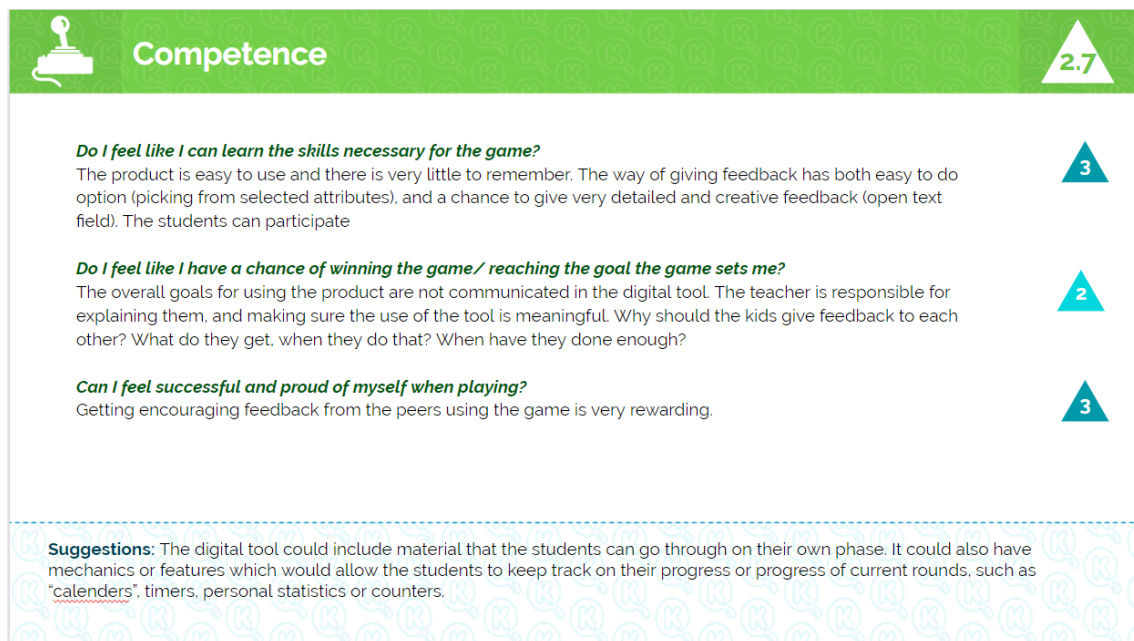 Competence
2.7
Do I feel like I can learn the skills necessary for the game?
The product is easy to use and there is very little to remember. The way of giving feedback has both easy to do
option (picking from selected attributes), and a chance to give very detailed and creative feedback (open text
field). The students can participate
3
Do I feel like I have a chance of winning the game/ reaching the goal the game sets me?
The overall goals for using the product are not communicated in the digital tool. The teacher is responsible for
explaining them, and making sure the use of the tool is meaningful. Why should the kids give feedback to each
other? What do they get, when they do that? When have they done enough?
2
Can I feel successful and proud of myself when playing?
Getting encouraging feedback from the peers using the game is very rewarding.
3
Suggestions: The digital tool could include material that the students can go through on their own phase. It could also have
mechanics or features which would allow the students to keep track on their progress or progress of current rounds, such as
“calenders”, timers, personal statistics or counters.